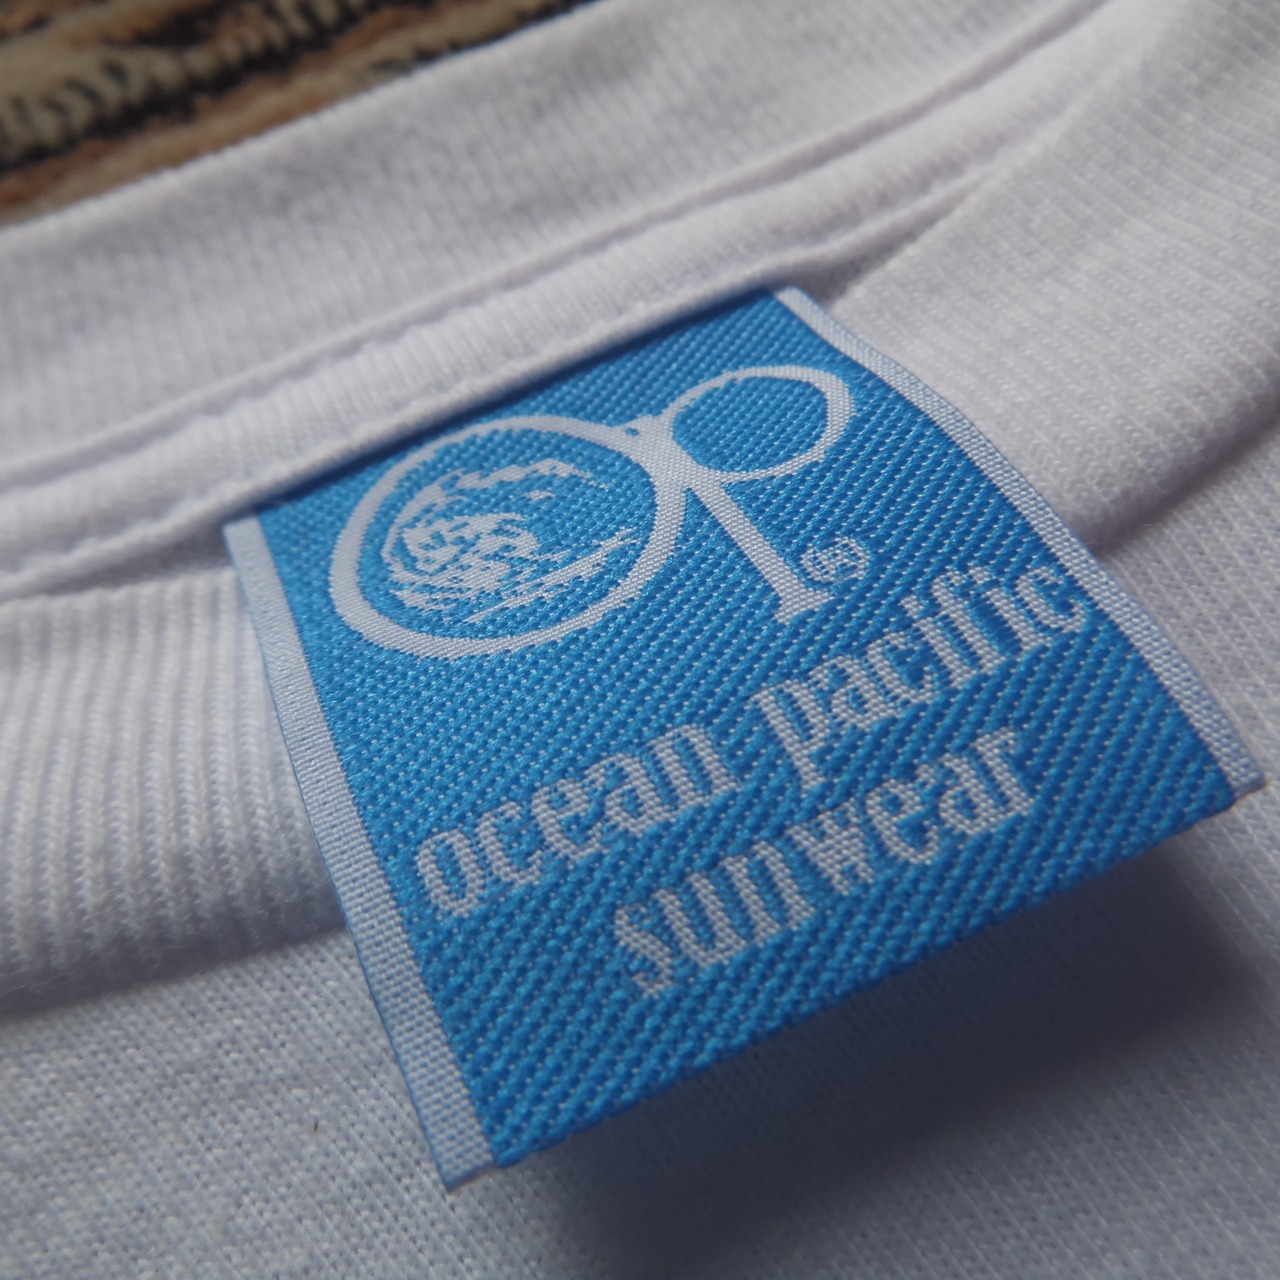 Op
ocean pacific
sunwear